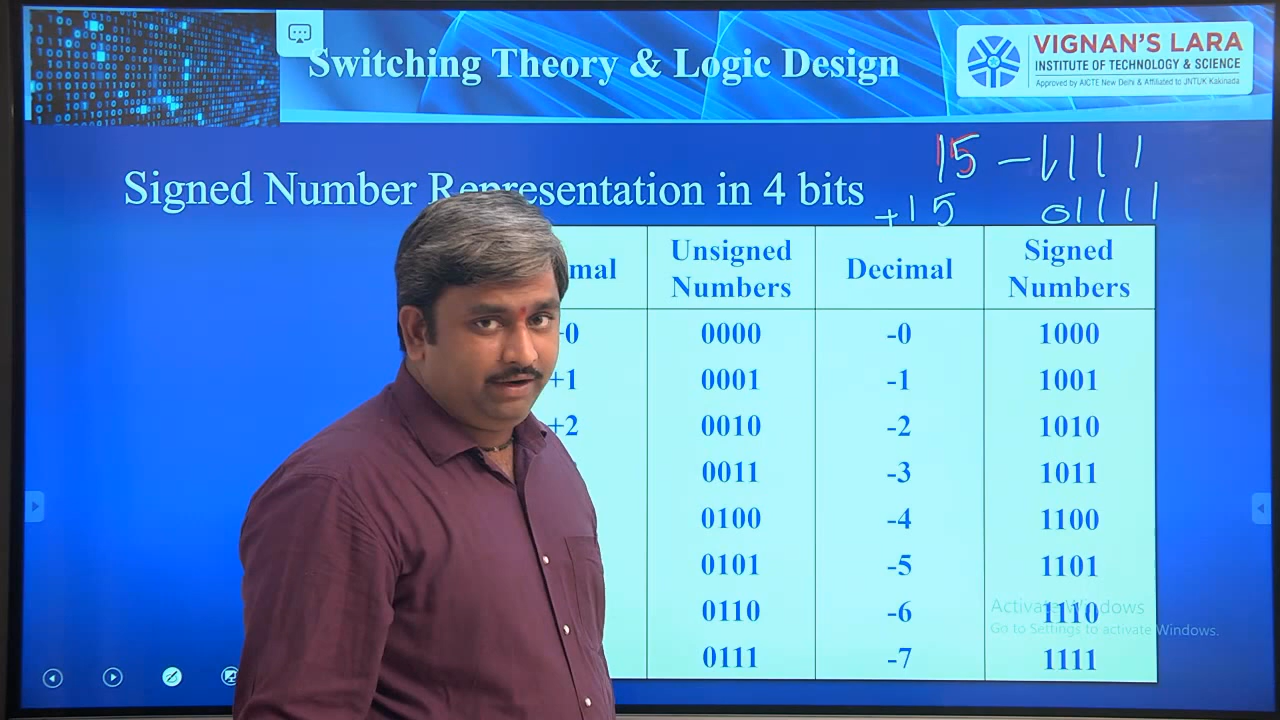 Switching Theory & Logic Design
VIGNAN'S LARA
INSTITUTE OF TECHNOLOGY & SCIENCE
Approved by AICTE New Delhi & Affiliated to JNTUK Kakinada
15 - 1111
+15 01111
Signed Number Representation in 4 bits
mal Unsigned Numbers Decimal Signed Numbers
+0 0000 -0 1000
+1 0001 -1 1001
+2 0010 -2 1010
0011 -3 1011
0100 -4 1100
0101 -5 1101
0110 -6 1110
0111 -7 1111
Activate Windows
Go to Settings to activate Windows.